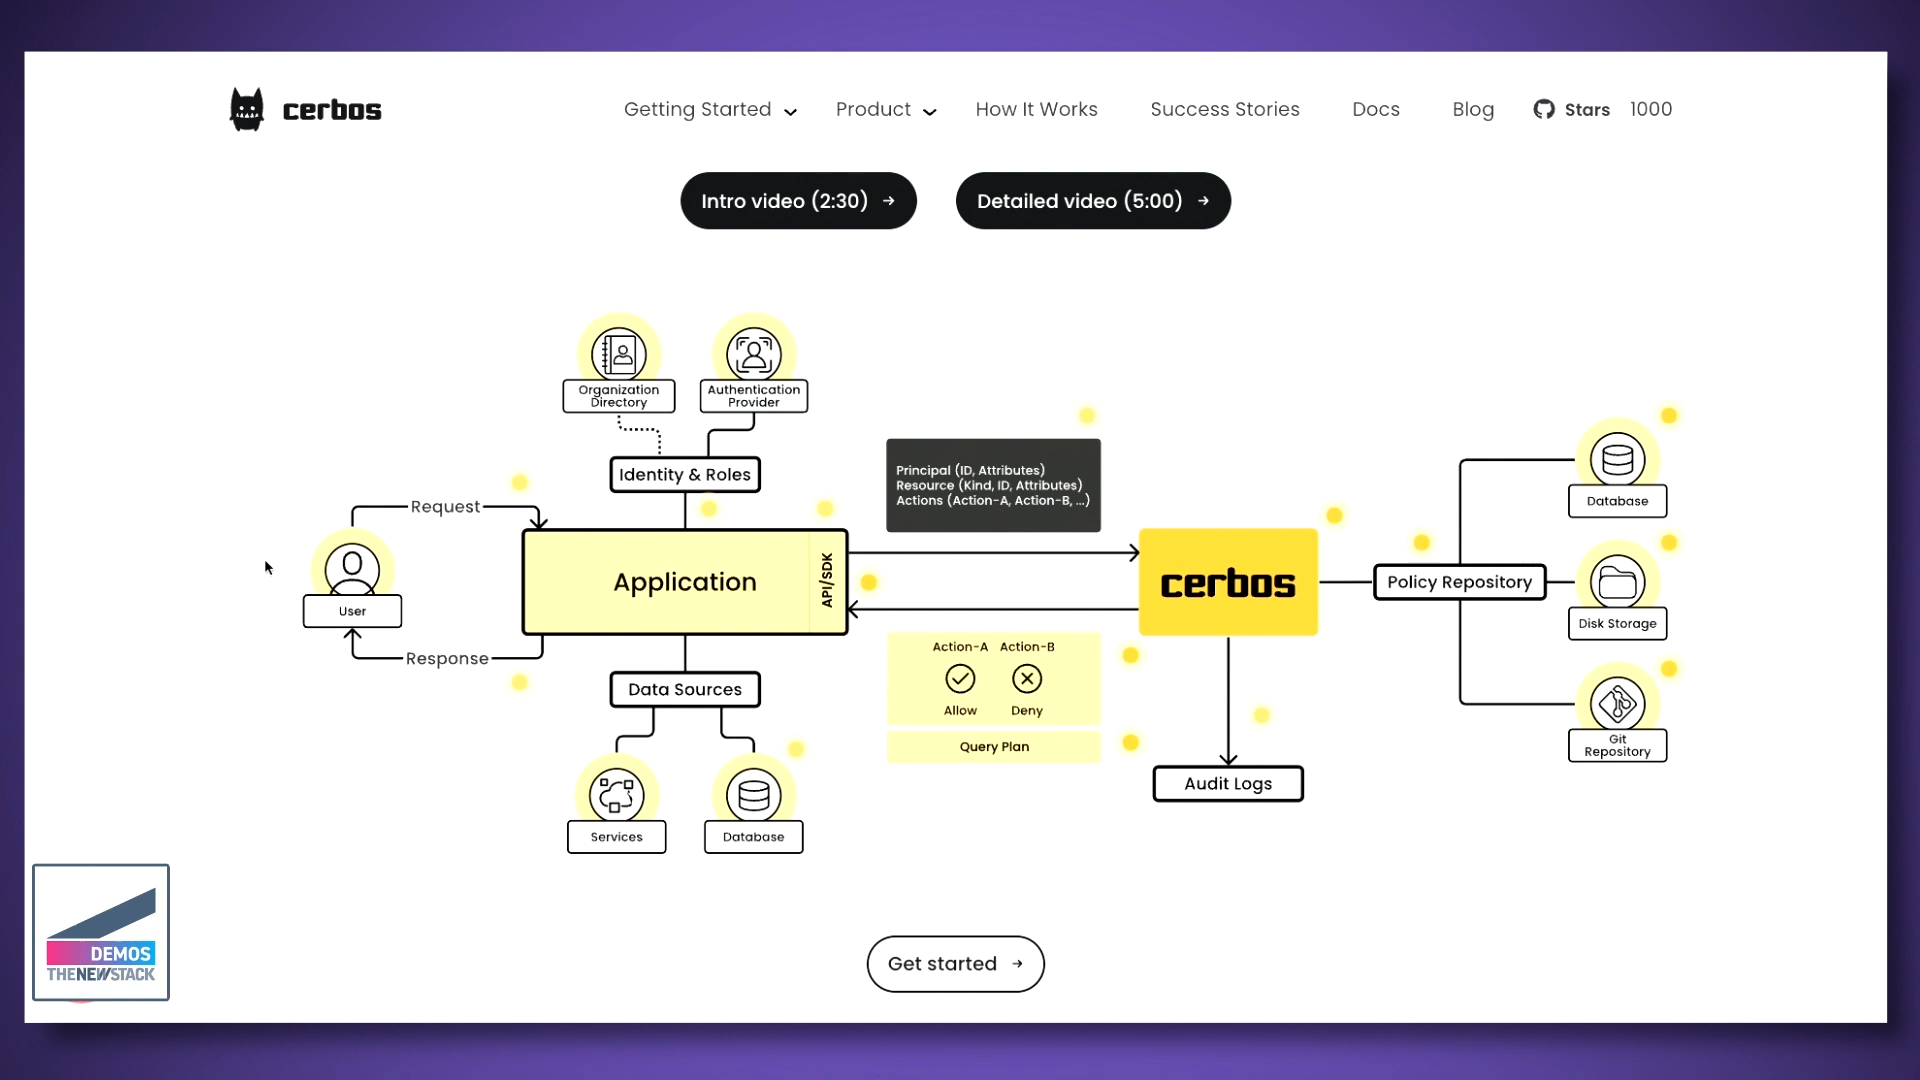 cerbos
Getting Started
Product
How It Works
Success Stories
Docs
Blog
Stars 1000
Intro video (2:30) →
Detailed video (5:00) →
Organization
Directory
Authentication
Provider
Identity & Roles
Request
User
Response
Application
API/SDK
Data Sources
Services
Database
Principal (ID, Attributes)
Resource (Kind, ID, Attributes)
Actions (Action-A, Action-B, ...)
Action-A Action-B
Allow Deny
Query Plan
cerbos
Audit Logs
Policy Repository
Database
Disk Storage
Git
Repository
Get started →
DEMOS
THENEWSTACK